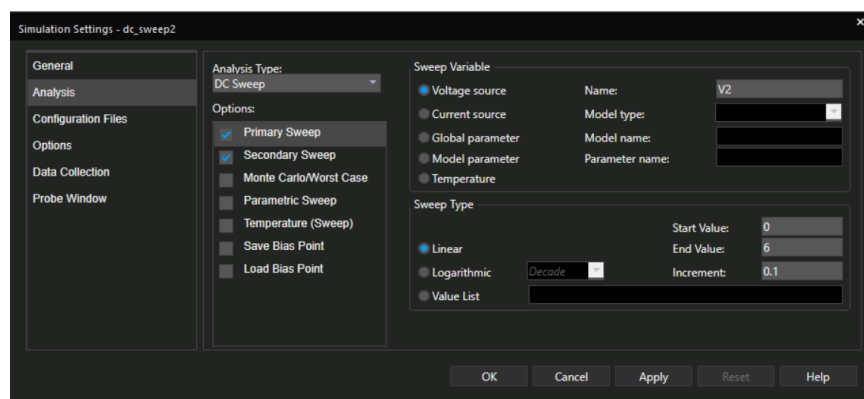 Simulation Settings - dc_sweep2
×
General
Analysis
Configuration Files
Options
Data Collection
Probe Window
Analysis Type:
DC Sweep
Options:
Primary Sweep
Secondary Sweep
Monte Carlo/Worst Case
Parametric Sweep
Temperature (Sweep)
Save Bias Point
Load Bias Point
Sweep Variable
Voltage source
Name: V2
Current source
Model type:
Global parameter
Model name:
Model parameter
Parameter name:
Temperature
Sweep Type
Start Value: 0
Linear
End Value: 6
Logarithmic
Decade
Increment: 0.1
Value List
OK
Cancel
Apply
Reset
Help